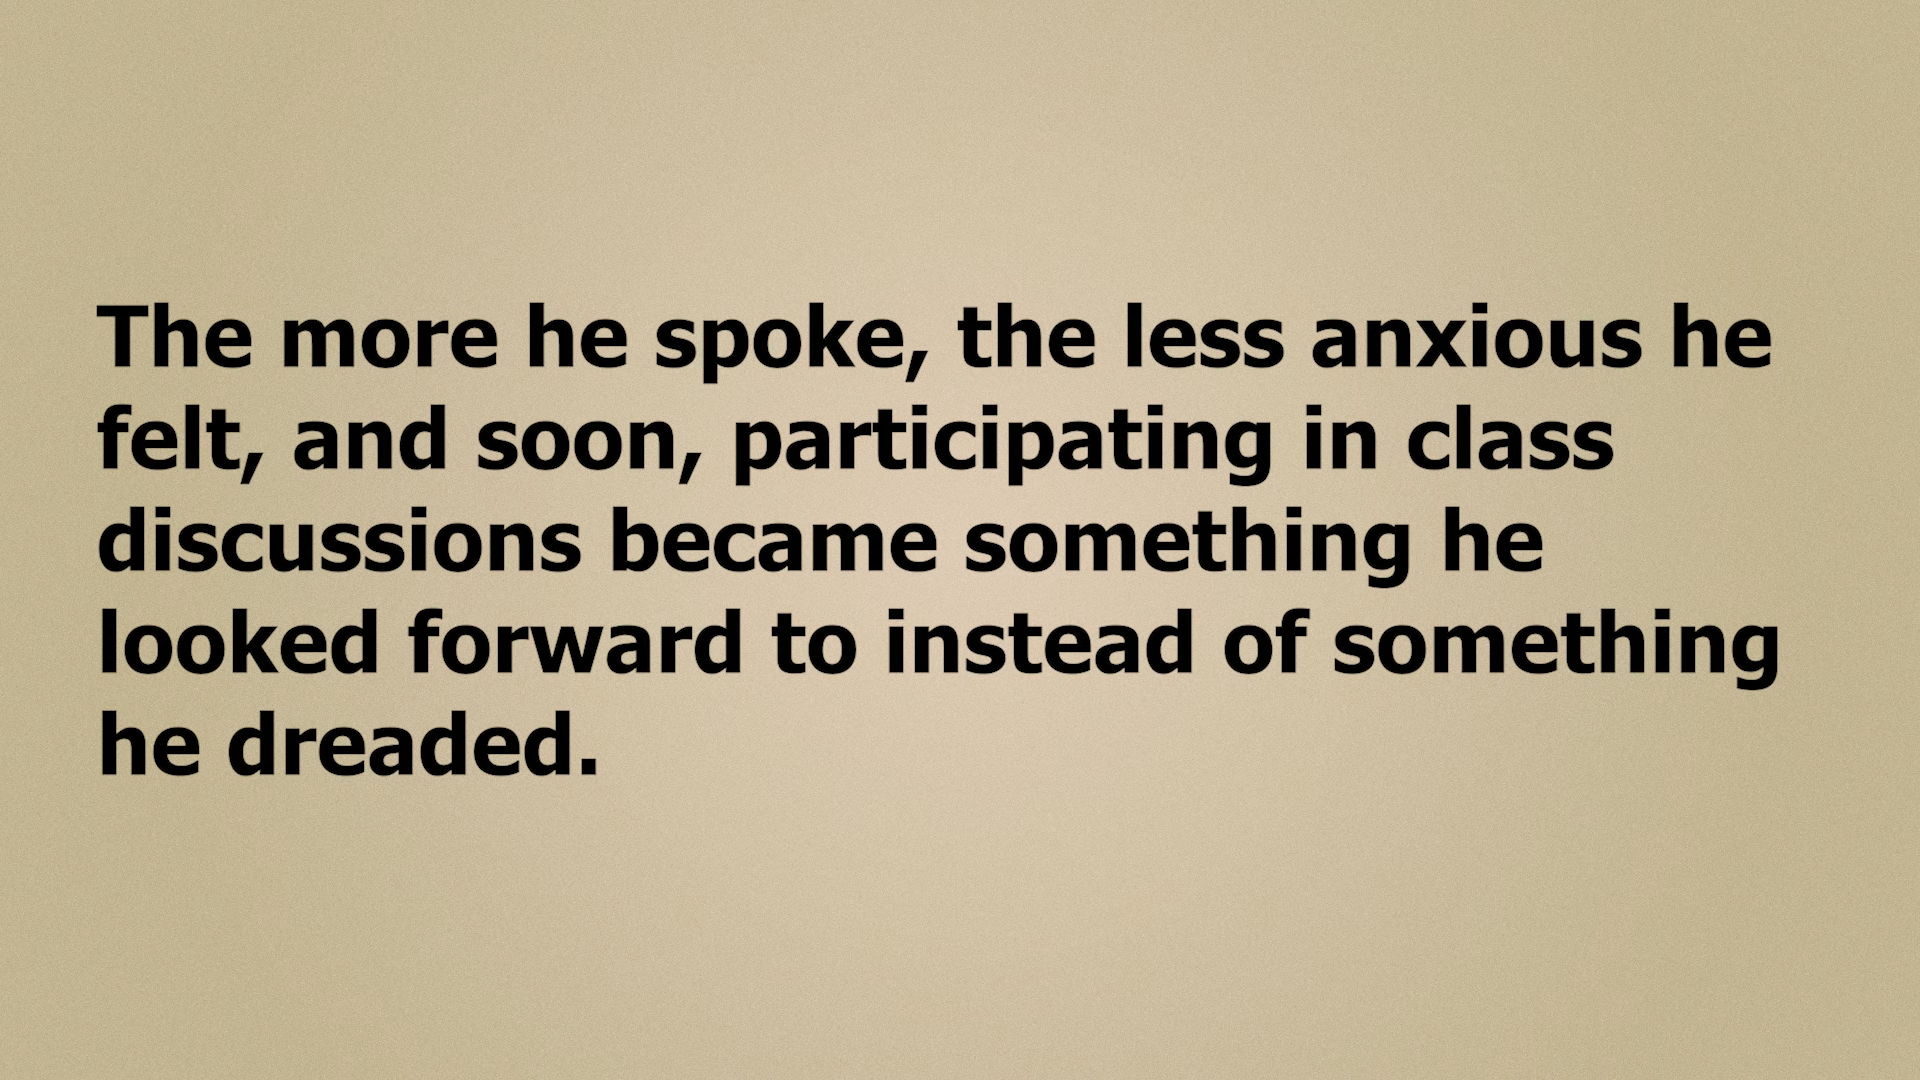 The more he spoke, the less anxious he
felt, and soon, participating in class
discussions became something he
looked forward to instead of something
he dreaded.